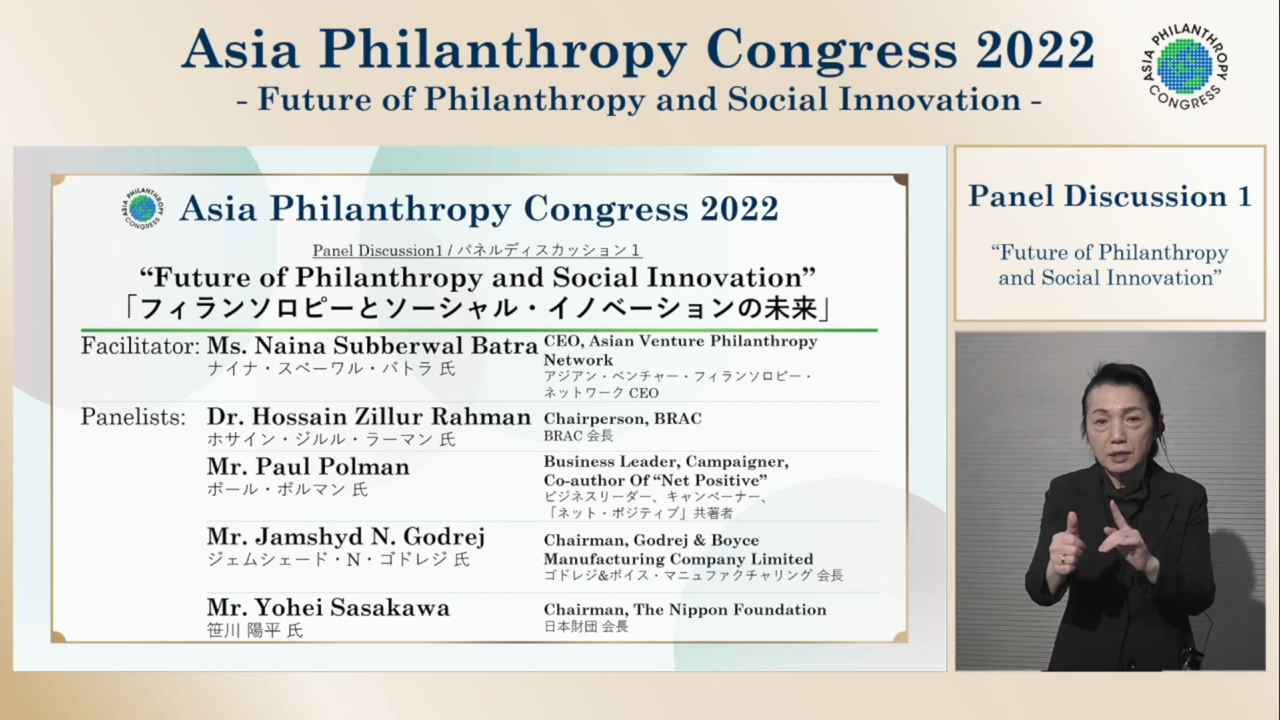 Asia Philanthropy Congress 2022
- Future of Philanthropy and Social Innovation -
ASIA PHILANTHROPY CONGRESS
ASIA PHILANTHROPY CONGRESS
Asia Philanthropy Congress 2022
Panel Discussion1 / パネルディスカッション 1
“Future of Philanthropy and Social Innovation”
「フィランソロピーとソーシャル・イノベーションの未来」
Facilitator: Ms. Naina Subberwal Batra
ナイナ・スベーワル・バトラ 氏
CEO, Asian Venture Philanthropy
Network
アジアン・ベンチャー・フィランソロピー・
ネットワーク CEO
Panelists: Dr. Hossain Zillur Rahman
ホサイン・ジルル・ラーマン 氏
Chairperson, BRAC
BRAC 会長
Mr. Paul Polman
ポール・ポルマン 氏
Business Leader, Campaigner,
Co-author Of “Net Positive”
ビジネスリーダー、キャンペーナー、
「ネット・ポジティブ」共著者
Mr. Jamshyd N. Godrej
ジェムシェード・N・ゴドレジ 氏
Chairman, Godrej & Boyce
Manufacturing Company Limited
ゴドレジ&ボイス・マニュファクチャリング 会長
Mr. Yohei Sasakawa
笹川 陽平 氏
Chairman, The Nippon Foundation
日本財団 会長
Panel Discussion 1
“Future of Philanthropy
and Social Innovation”